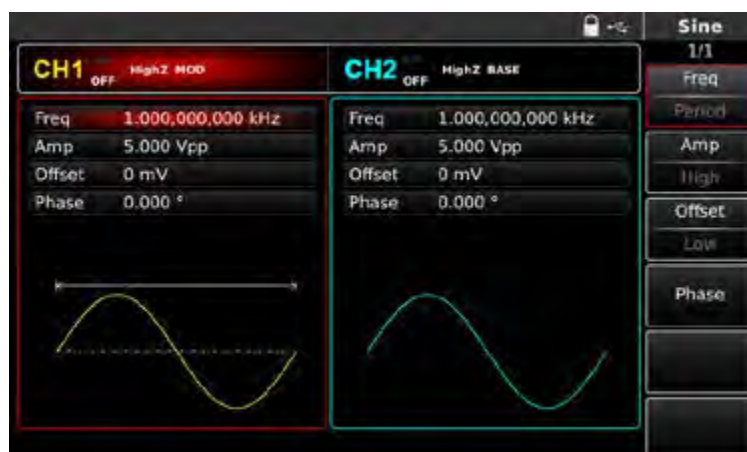 Sine
1/1
CH1 OFF HighZ MOD
CH2 OFF HighZ BASE
Freq 1.000,000,000 kHz
Amp 5.000 Vpp
Offset 0 mV
Phase 0.000 °
Freq 1.000,000,000 kHz
Amp 5.000 Vpp
Offset 0 mV
Phase 0.000 °
Freq
Period
Amp
High
Offset
Low
Phase